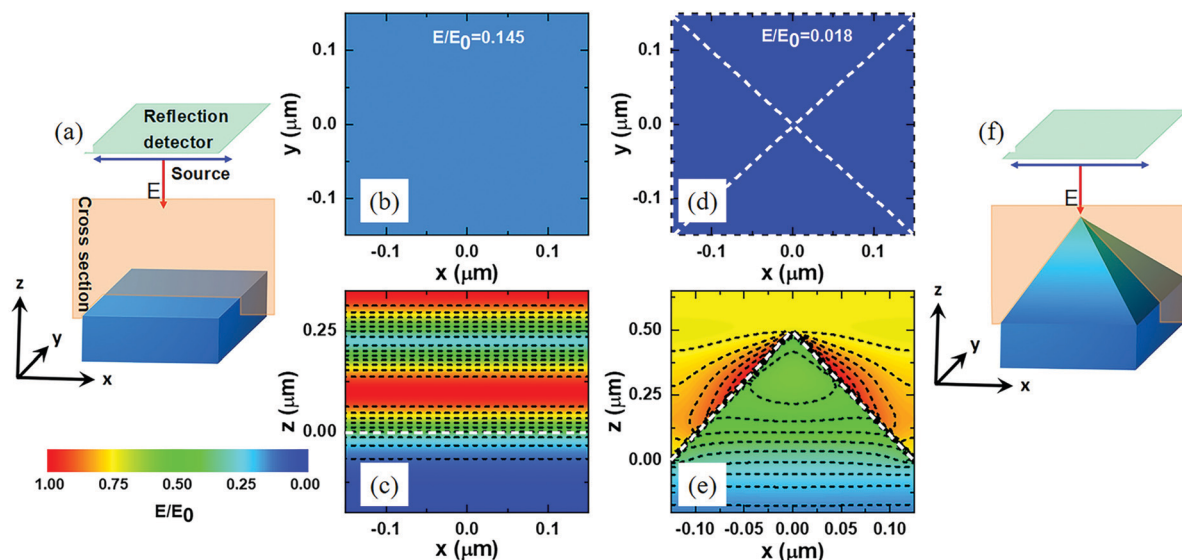 (a)
Reflection
detector
Source
E
Cross section
z
y
x
1.00 0.75 0.50 0.25 0.00
E/E0
E/E0=0.145
0.1
0.0
-0.1
y (μm)
(b)
-0.1 0.0 0.1
x (μm)
0.25
0.00
z (μm)
(c)
-0.1 0.0 0.1
x (μm)
E/E0=0.018
0.1
0.0
-0.1
y (μm)
(d)
-0.1 0.0 0.1
x (μm)
0.50
0.25
0.00
z (μm)
(e)
-0.10 -0.05 0.00 0.05 0.10
x (μm)
(f)
E
z
y
x